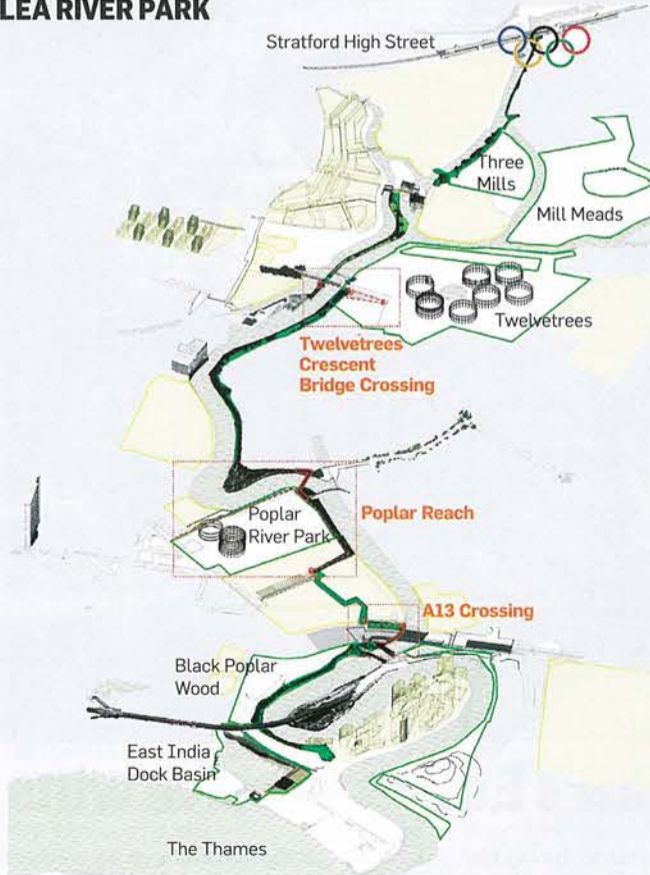 LEA RIVER PARK
Stratford High Street
Three
Mills
Mill Meads
Twelvetrees
Twelvetrees
Crescent
Bridge Crossing
Poplar
River Park
Poplar Reach
A13 Crossing
Black Poplar
Wood
East India
Dock Basin
The Thames